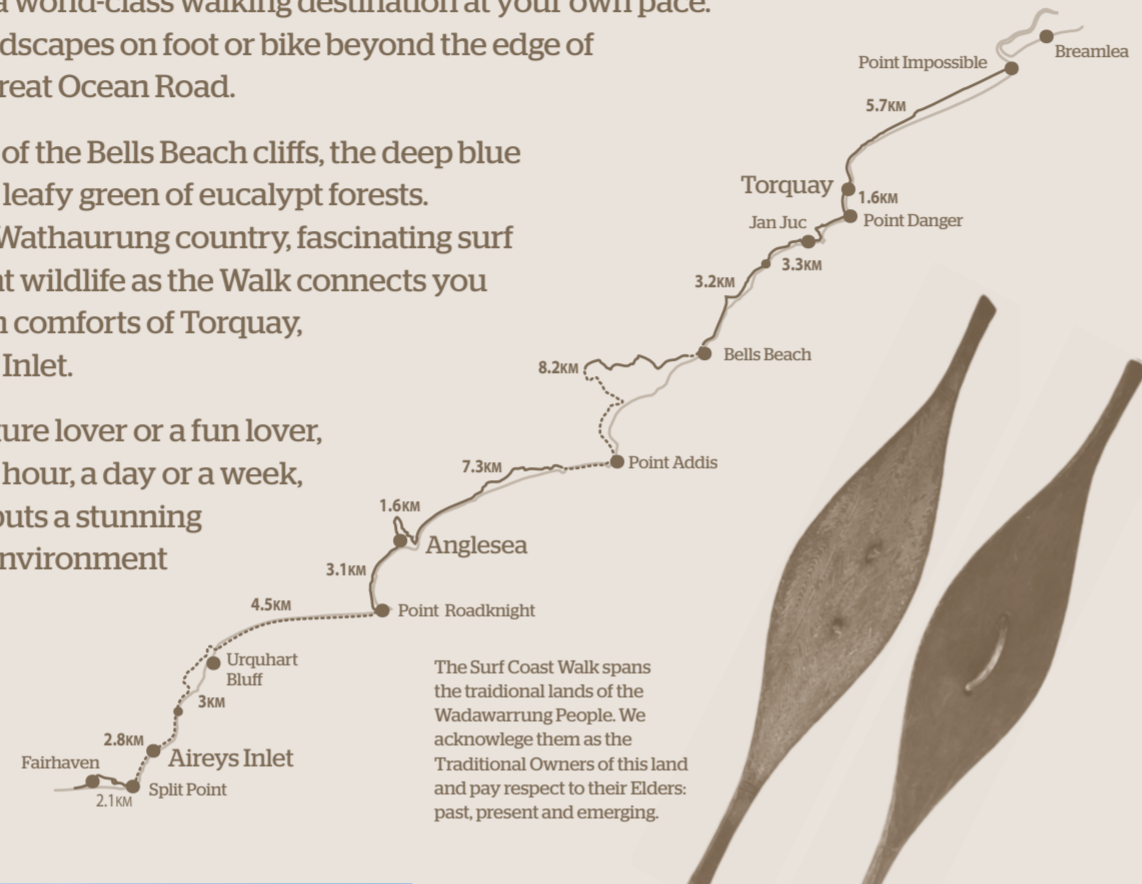 a world-class walking destination at your own pace.
dscapes on foot or bike beyond the edge of
reat Ocean Road.
of the Bells Beach cliffs, the deep blue
leafy green of eucalypt forests.
Wathaurung country, fascinating surf
nt wildlife as the Walk connects you
n comforts of Torquay,
Inlet.
ture lover or a fun lover,
hour, a day or a week,
outs a stunning
nvironment
Breamlea
Point Impossible
5.7KM
Torquay
1.6KM
Point Danger
Jan Juc
3.3KM
3.2KM
Bells Beach
8.2KM
Point Addis
7.3KM
1.6KM
Anglesea
3.1KM
Point Roadknight
4.5KM
Urquhart
Bluff
3KM
2.8KM
Aireys Inlet
Fairhaven
Split Point
2.1KM
The Surf Coast Walk spans
the traidional lands of the
Wadawarrung People. We
acknowlege them as the
Traditional Owners of this land
and pay respect to their Elders:
past, present and emerging.